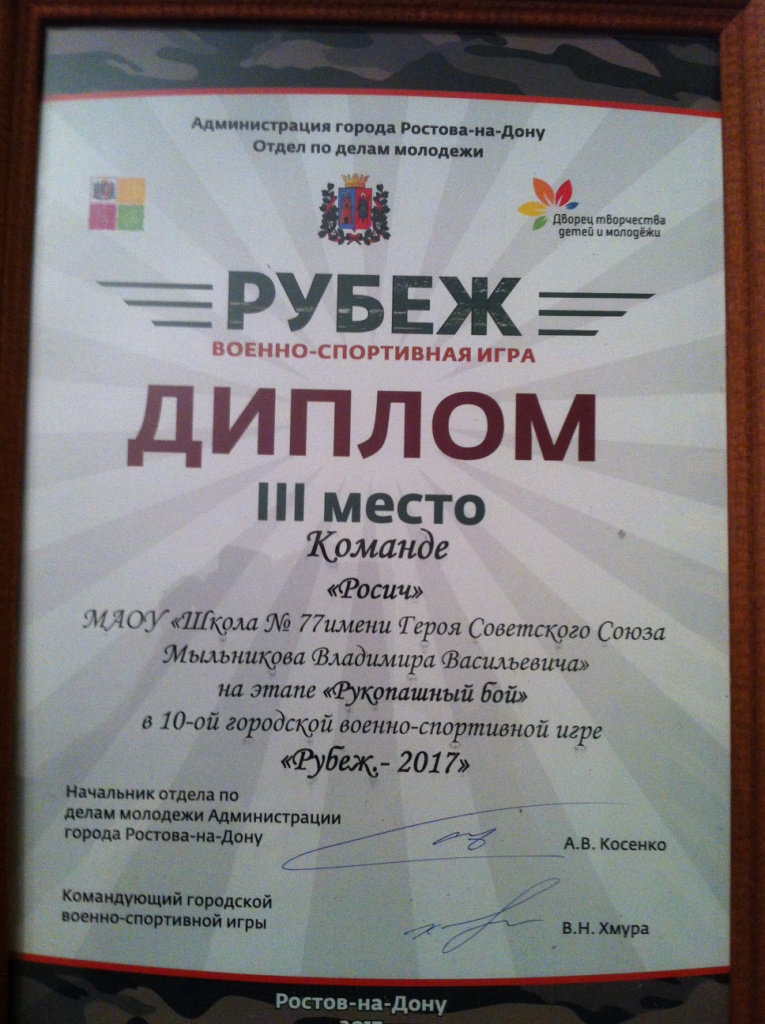 Администрация города Ростова-на-Дону
Отдел по делам молодежи
Дворец творчества
детей и молодёжи
РУБЕЖ
ВОЕННО-СПОРТИВНАЯ ИГРА
ДИПЛОМ
III место
Команде
«Росич»
МАОУ «Школа № 77имени Героя Советского Союза
Мыльникова Владимира Васильевича»
на этапе «Рукопашный бой»
в 10-ой городской военно-спортивной игре
«Рубеж.- 2017»
Начальник отдела по
делам молодежи Администрации
города Ростова-на-Дону
А.В. Косенко
Командующий городской
военно-спортивной игры
В.Н. Хмура
Ростов-на-Дону